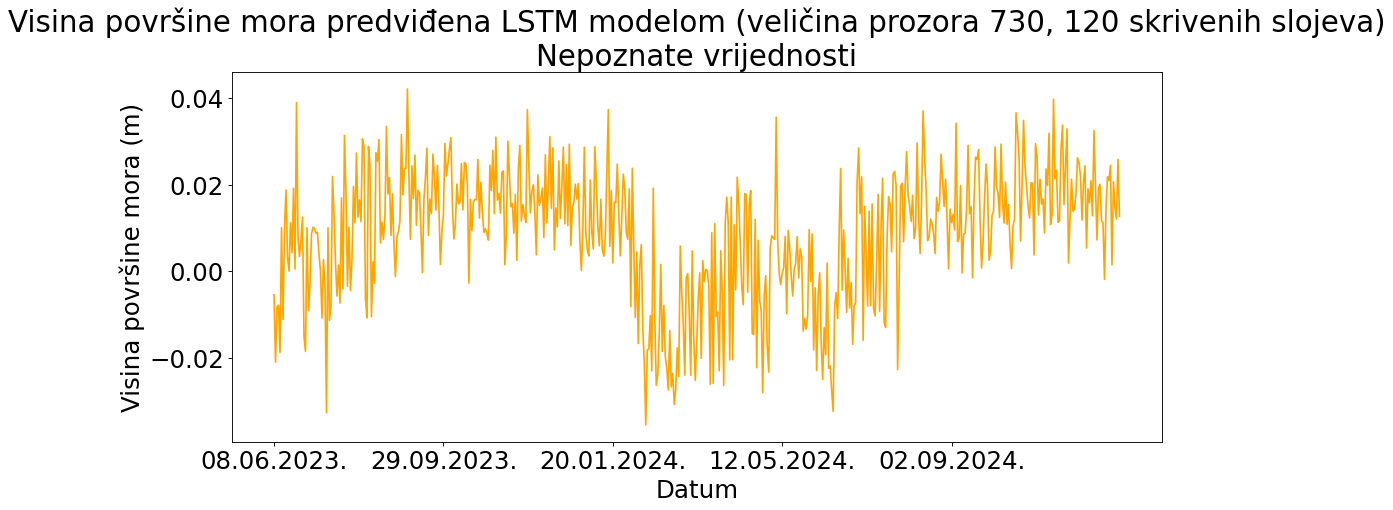 Visina površine mora predviđena LSTM modelom (veličina prozora 730, 120 skrivenih slojeva)
Nepoznate vrijednosti
Visina površine mora (m)
0.04
0.02
0.00
−0.02
08.06.2023. 29.09.2023. 20.01.2024. 12.05.2024. 02.09.2024.
Datum